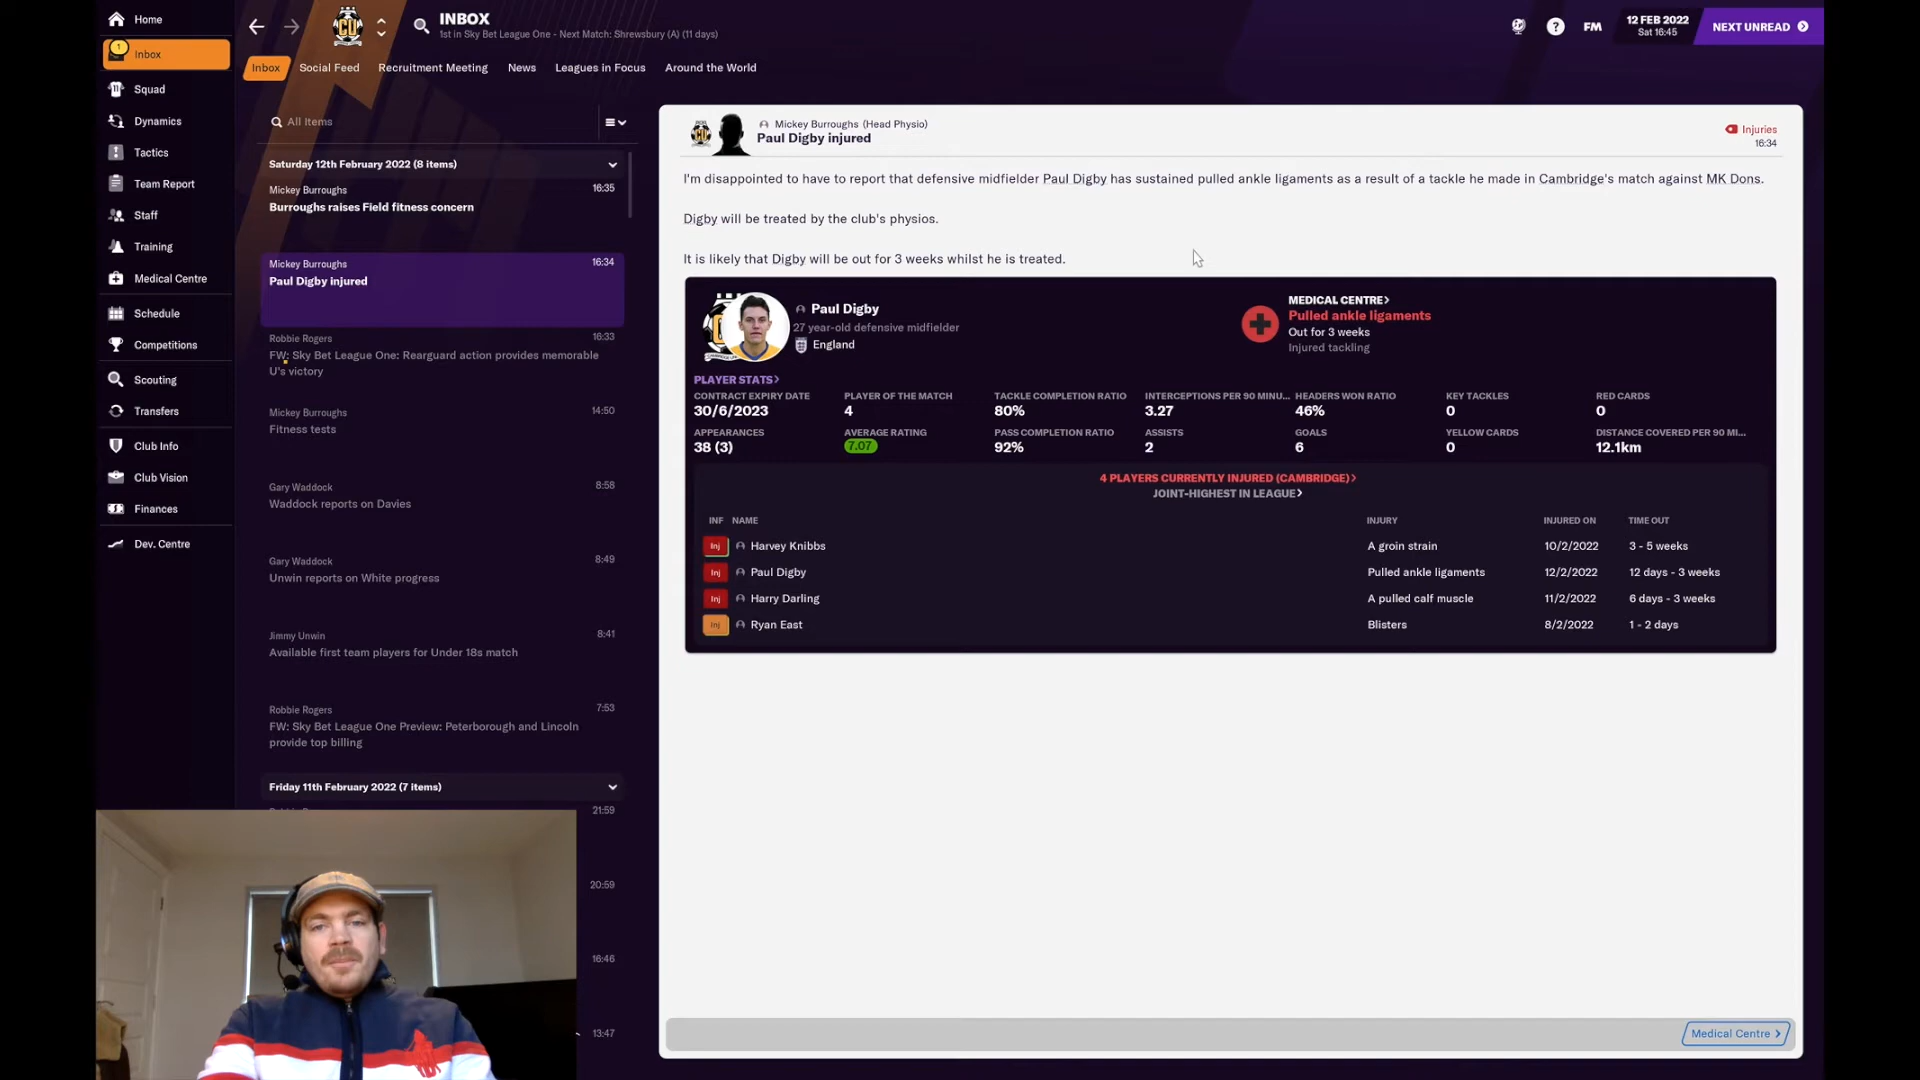 Home
1
Inbox
Squad
Dynamics
Tactics
Team Report
Staff
Training
Medical Centre
Schedule
Competitions
Scouting
Transfers
Club Info
Club Vision
Finances
Dev. Centre
INBOX
1st in Sky Bet League One - Next Match: Shrewsbury (A) (11 days)
? FM
12 FEB 2022
Sat 16:45
NEXT UNREAD
Inbox Social Feed Recruitment Meeting News Leagues in Focus Around the World
All Items
Saturday 12th February 2022 (8 items)
Mickey Burroughs 16:35
Burroughs raises Field fitness concern
Mickey Burroughs 16:34
Paul Digby injured
Robbie Rogers 16:33
FW: Sky Bet League One: Rearguard action provides memorable
U's victory
Mickey Burroughs 14:50
Fitness tests
Gary Waddock 8:58
Waddock reports on Davies
Gary Waddock 8:49
Unwin reports on White progress
Jimmy Unwin 8:41
Available first team players for Under 18s match
Robbie Rogers 7:53
FW: Sky Bet League One Preview: Peterborough and Lincoln
provide top billing
Friday 11th February 2022 (7 items)
21:59
20:59
16:46
13:47
Mickey Burroughs (Head Physio)
Paul Digby injured
Injuries
16:34
I'm disappointed to have to report that defensive midfielder Paul Digby has sustained pulled ankle ligaments as a result of a tackle he made in Cambridge's match against MK Dons.
Digby will be treated by the club's physios.
It is likely that Digby will be out for 3 weeks whilst he is treated.
Paul Digby
27 year-old defensive midfielder
England
MEDICAL CENTRE>
Pulled ankle ligaments
Out for 3 weeks
Injured tackling
PLAYER STATS>
CONTRACT EXPIRY DATE PLAYER OF THE MATCH TACKLE COMPLETION RATIO INTERCEPTIONS PER 90 MINU... HEADERS WON RATIO KEY TACKLES RED CARDS
30/6/2023 4 80% 3.27 46% 0 0
APPEARANCES AVERAGE RATING PASS COMPLETION RATIO ASSISTS GOALS YELLOW CARDS DISTANCE COVERED PER 90 MI...
38 (3) 7.07 92% 2 6 0 12.1km
4 PLAYERS CURRENTLY INJURED (CAMBRIDGE)>
JOINT-HIGHEST IN LEAGUE>
INF NAME INJURY INJURED ON TIME OUT
Inj Harvey Knibbs A groin strain 10/2/2022 3 - 5 weeks
Inj Paul Digby Pulled ankle ligaments 12/2/2022 12 days - 3 weeks
Inj Harry Darling A pulled calf muscle 11/2/2022 6 days - 3 weeks
Inj Ryan East Blisters 8/2/2022 1 - 2 days
Medical Centre >